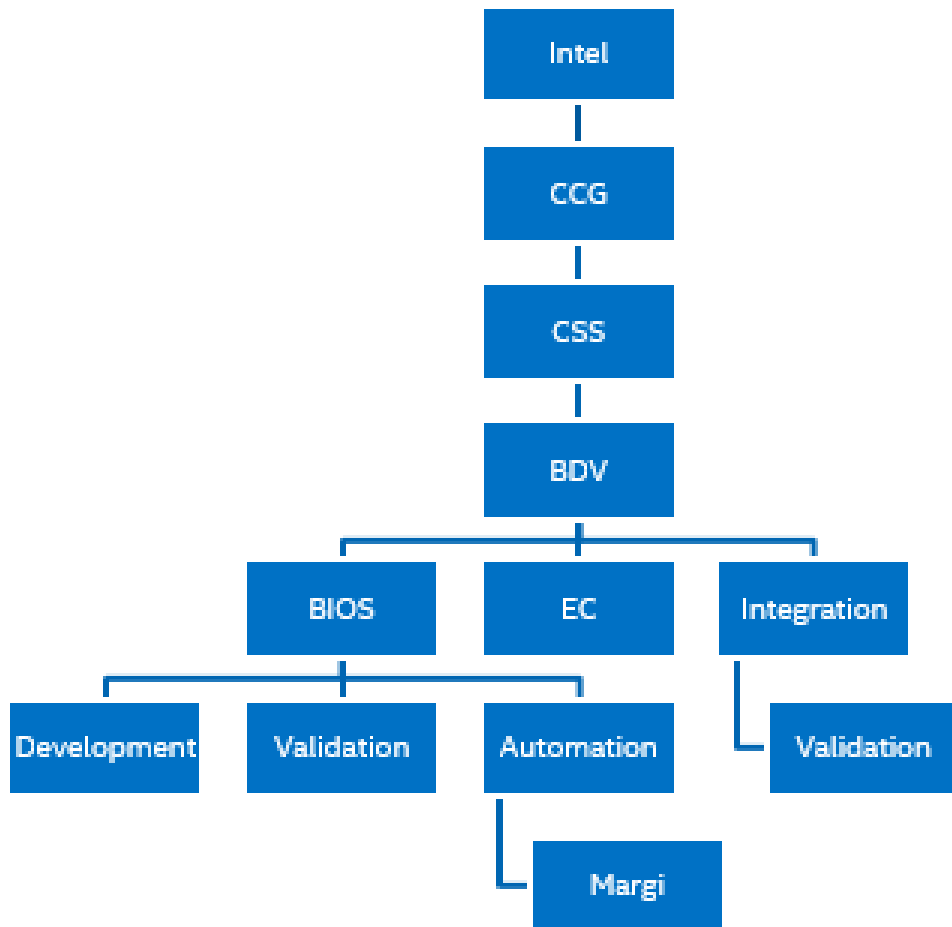 Intel
CCG
CSS
BDV
BIOS
EC
Integration
Development
Validation
Automation
Validation
Margi